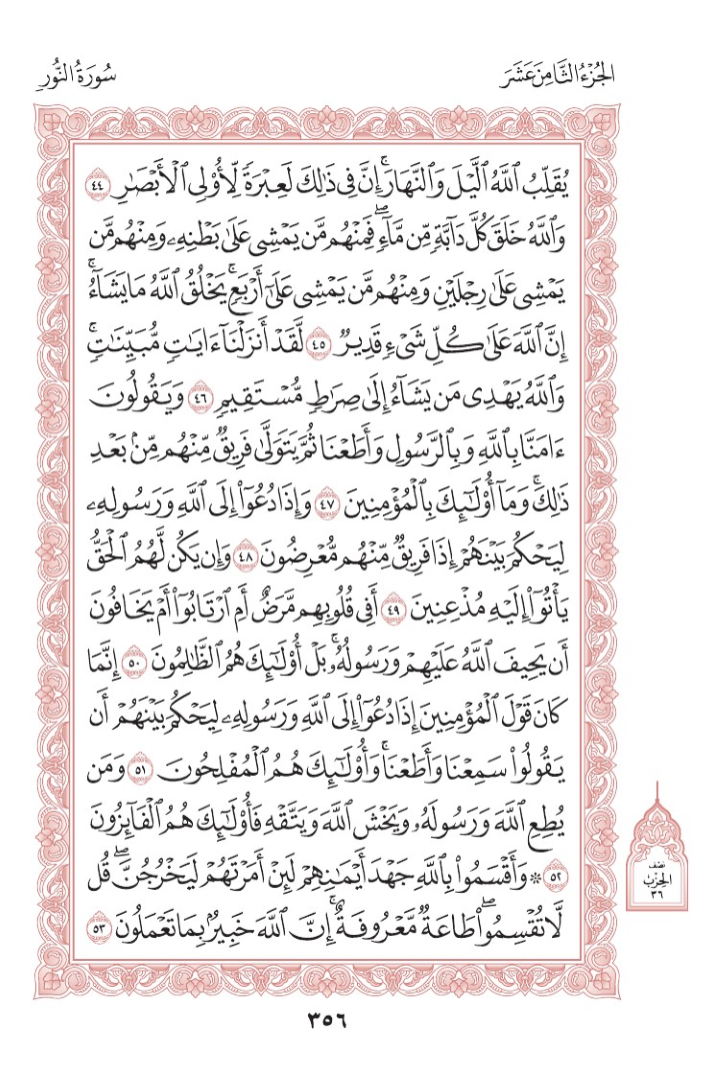 الجُزْءُ الثَّامِنَ عَشَرَ
سُورَةُ النُّورِ
يُقَلِّبُ ٱللَّهُ ٱلَّيْلَ وَٱلنَّهَارَۚ إِنَّ فِى ذَٰلِكَ لَعِبْرَةً لِّأُو۟لِى ٱلْأَبْصَٰرِ ٤٤
وَٱللَّهُ خَلَقَ كُلَّ دَآبَّةٍ مِّن مَّآءٍۖ فَمِنْهُم مَّن يَمْشِى عَلَىٰ بَطْنِهِۦ وَمِنْهُم مَّن
يَمْشِى عَلَىٰ رِجْلَيْنِ وَمِنْهُم مَّن يَمْشِى عَلَىٰٓ أَرْبَعٍۚ يَخْلُقُ ٱللَّهُ مَا يَشَآءُۚ
إِنَّ ٱللَّهَ عَلَىٰ كُلِّ شَىْءٍ قَدِيرٌ ٤٥ لَّقَدْ أَنزَلْنَآ ءَايَٰتٍ مُّبَيِّنَٰتٍۚ
وَٱللَّهُ يَهْدِى مَن يَشَآءُ إِلَىٰ صِرَٰطٍ مُّسْتَقِيمٍ ٤٦ وَيَقُولُونَ
ءَامَنَّا بِٱللَّهِ وَبِٱلرَّسُولِ وَأَطَعْنَا ثُمَّ يَتَوَلَّىٰ فَرِيقٌ مِّنْهُم مِّنۢ بَعْدِ
ذَٰلِكَۚ وَمَآ أُو۟لَٰٓئِكَ بِٱلْمُؤْمِنِينَ ٤٧ وَإِذَا دُعُوٓا۟ إِلَى ٱللَّهِ وَرَسُولِهِۦ
لِيَحْكُمَ بَيْنَهُمْ إِذَا فَرِيقٌ مِّنْهُم مُّعْرِضُونَ ٤٨ وَإِن يَكُن لَّهُمُ ٱلْحَقُّ
يَأْتُوٓا۟ إِلَيْهِ مُذْعِنِينَ ٤٩ أَفِى قُلُوبِهِم مَّرَضٌ أَمِ ٱرْتَابُوٓا۟ أَمْ يَخَافُونَ
أَن يَحِيفَ ٱللَّهُ عَلَيْهِمْ وَرَسُولُهُۥۚ بَلْ أُو۟لَٰٓئِكَ هُمُ ٱلظَّٰلِمُونَ ٥٠ إِنَّمَا
كَانَ قَوْلَ ٱلْمُؤْمِنِينَ إِذَا دُعُوٓا۟ إِلَى ٱللَّهِ وَرَسُولِهِۦ لِيَحْكُمَ بَيْنَهُمْ أَن
يَقُولُوا۟ سَمِعْنَا وَأَطَعْنَاۚ وَأُو۟لَٰٓئِكَ هُمُ ٱلْمُفْلِحُونَ ٥١ وَمَن
يُطِعِ ٱللَّهَ وَرَسُولَهُۥ وَيَخْشَ ٱللَّهَ وَيَتَّقْهِ فَأُو۟لَٰٓئِكَ هُمُ ٱلْفَآئِزُونَ
٥٢ ۞ وَأَقْسَمُوا۟ بِٱللَّهِ جَهْدَ أَيْمَٰنِهِمْ لَئِنْ أَمَرْتَهُمْ لَيَخْرُجُنَّۖ قُل
لَّا تُقْسِمُوا۟ۖ طَاعَةٌ مَّعْرُوفَةٌۚ إِنَّ ٱللَّهَ خَبِيرٌۢ بِمَا تَعْمَلُونَ ٥٣
نصف
الحِزْب
٣٦
٣٥٦